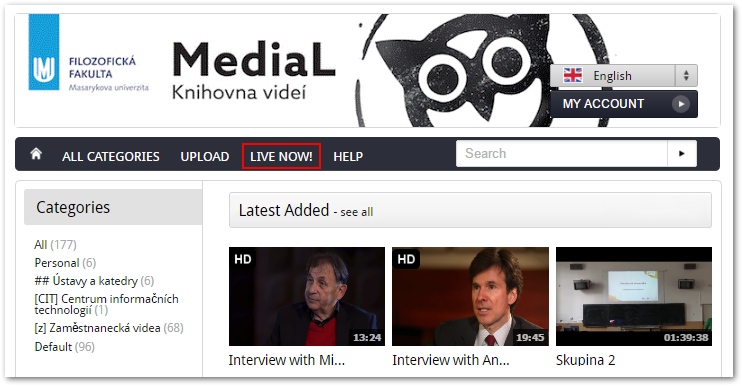 FILOZOFICKÁ
FAKULTA
Masarykova univerzita
MediaL
Knihovna videí
English
MY ACCOUNT
ALL CATEGORIES UPLOAD LIVE NOW! HELP Search
Categories
All (177)
Personal (6)
## Ústavy a katedry (6)
[CIT] Centrum informačních
technologií (1)
[z] Zaměstnanecká videa (68)
Default (96)
Latest Added - see all
HD
13:24
Interview with Mi...
HD
19:45
Interview with An...
01:39:38
Skupina 2